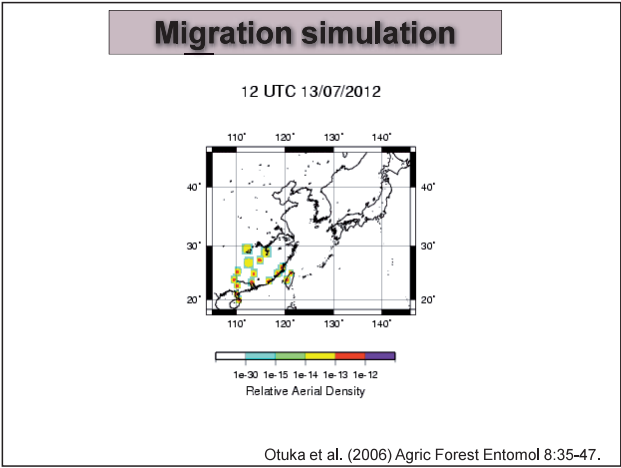 Migration simulation
12 UTC 13/07/2012
110° 120° 130° 140°
40° 40°
30° 30°
20° 20°
110° 120° 130° 140°
1e-30 1e-15 1e-14 1e-13 1e-12
Relative Aerial Density
Otuka et al. (2006) Agric Forest Entomol 8:35-47.